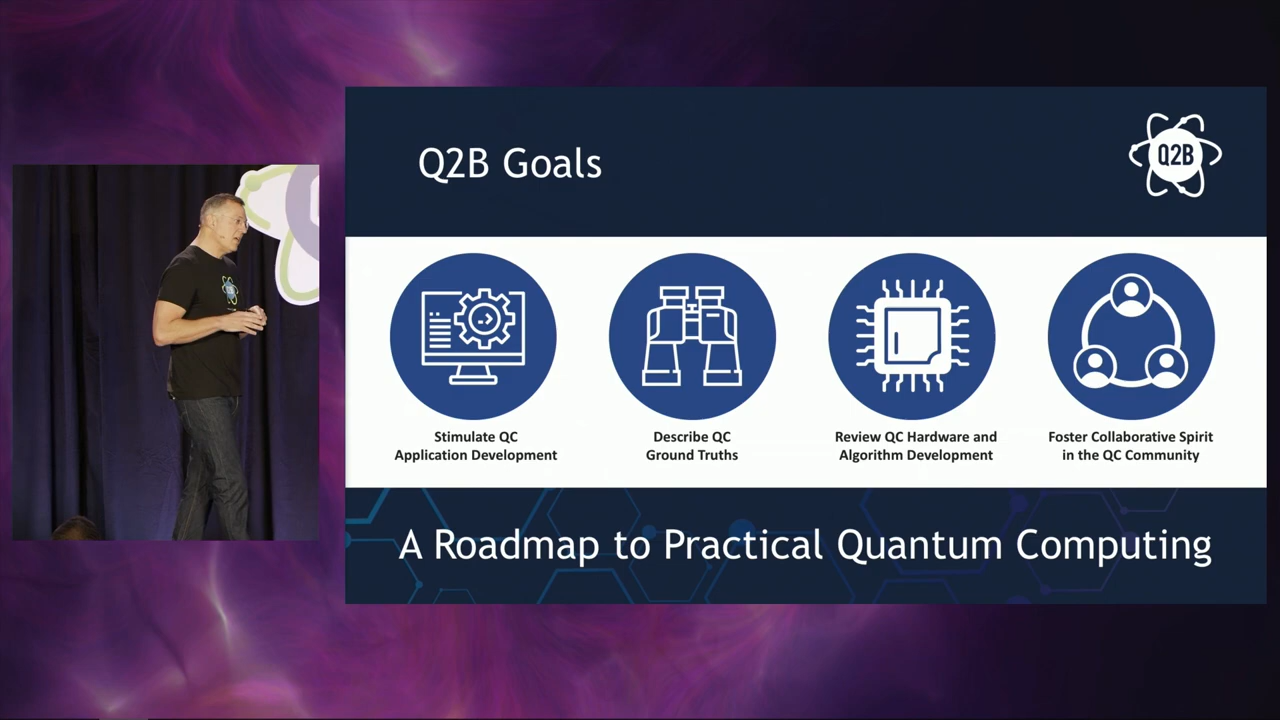 Q2B Goals
Q2B
Stimulate QC
Application Development
Describe QC
Ground Truths
Review QC Hardware and
Algorithm Development
Foster Collaborative Spirit
in the QC Community
A Roadmap to Practical Quantum Computing